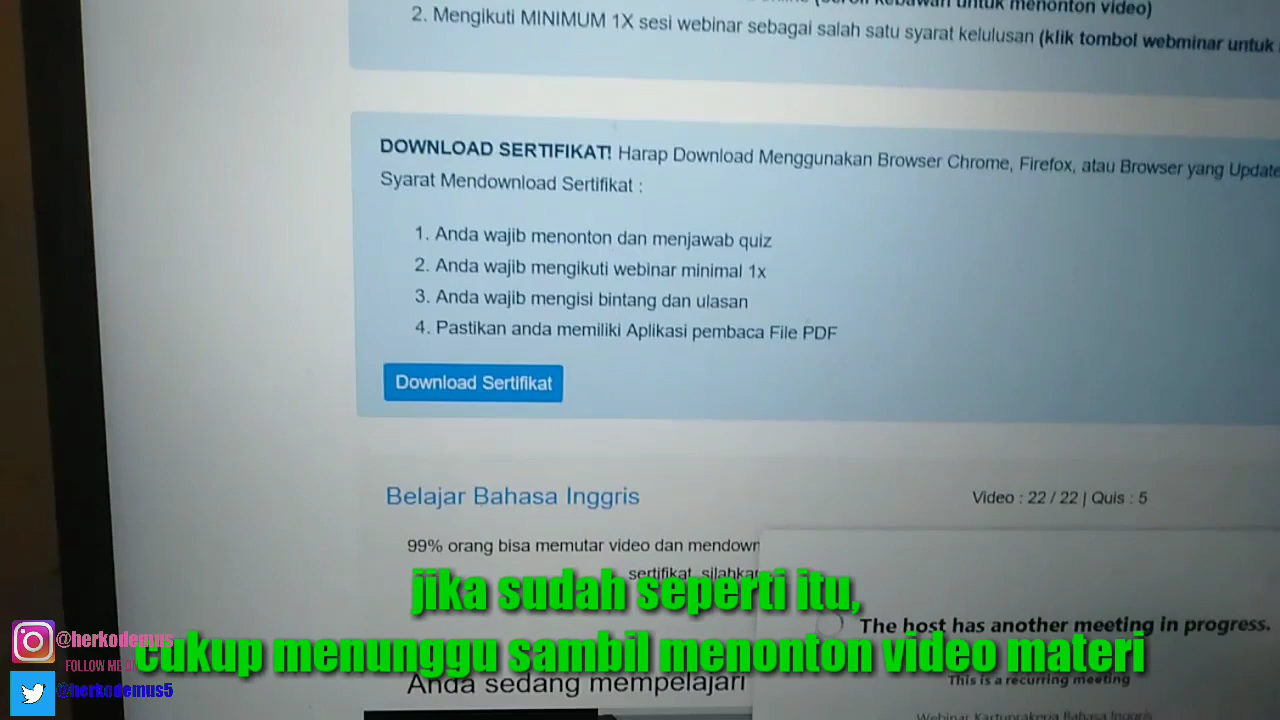 2. Mengikuti MINIMUM 1X sesi webinar sebagai salah satu syarat kelulusan (klik tombol webminar untuk
DOWNLOAD SERTIFIKAT! Harap Download Menggunakan Browser Chrome, Firefox, atau Browser yang Update
Syarat Mendownload Sertifikat :
1. Anda wajib menonton dan menjawab quiz
2. Anda wajib mengikuti webinar minimal 1x
3. Anda wajib mengisi bintang dan ulasan
4. Pastikan anda memiliki Aplikasi pembaca File PDF
Download Sertifikat
Belajar Bahasa Inggris
Video : 22 / 22 | Quis : 5
99% orang bisa memutar video dan mendown
sertifikat, silahkan
jika sudah seperti itu,
The host has another meeting in progress.
@herkodemus
cukup menunggu sambil menonton video materi
FOLLOW ME
Anda sedang mempelajari
This is a recurring meeting
@herkodemus5
Webinar Kartuprakerja Bahasa Inggris